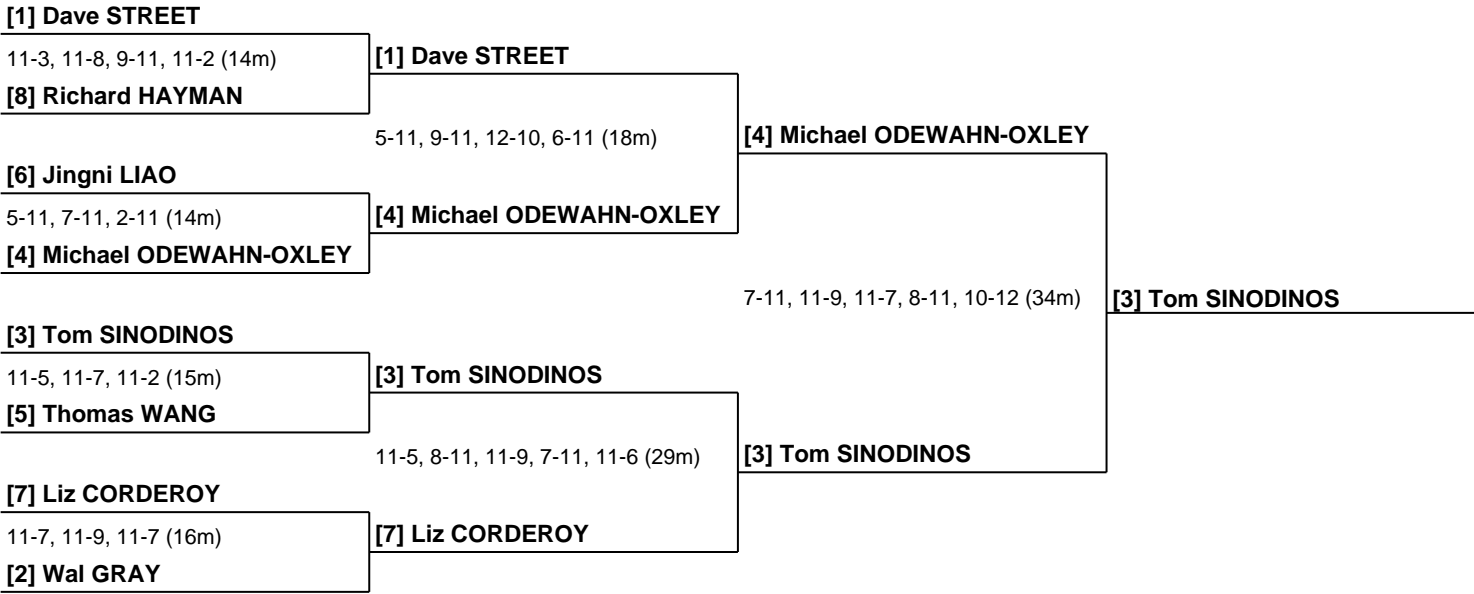 [1] Dave STREET
11-3, 11-8, 9-11, 11-2 (14m)
[8] Richard HAYMAN
[6] Jingni LIAO
5-11, 7-11, 2-11 (14m)
[4] Michael ODEWAHN-OXLEY
[3] Tom SINODINOS
11-5, 11-7, 11-2 (15m)
[5] Thomas WANG
[7] Liz CORDEROY
11-7, 11-9, 11-7 (16m)
[2] Wal GRAY
[1] Dave STREET
5-11, 9-11, 12-10, 6-11 (18m)
[4] Michael ODEWAHN-OXLEY
[3] Tom SINODINOS
11-5, 8-11, 11-9, 7-11, 11-6 (29m)
[7] Liz CORDEROY
[4] Michael ODEWAHN-OXLEY
7-11, 11-9, 11-7, 8-11, 10-12 (34m)
[3] Tom SINODINOS
[3] Tom SINODINOS